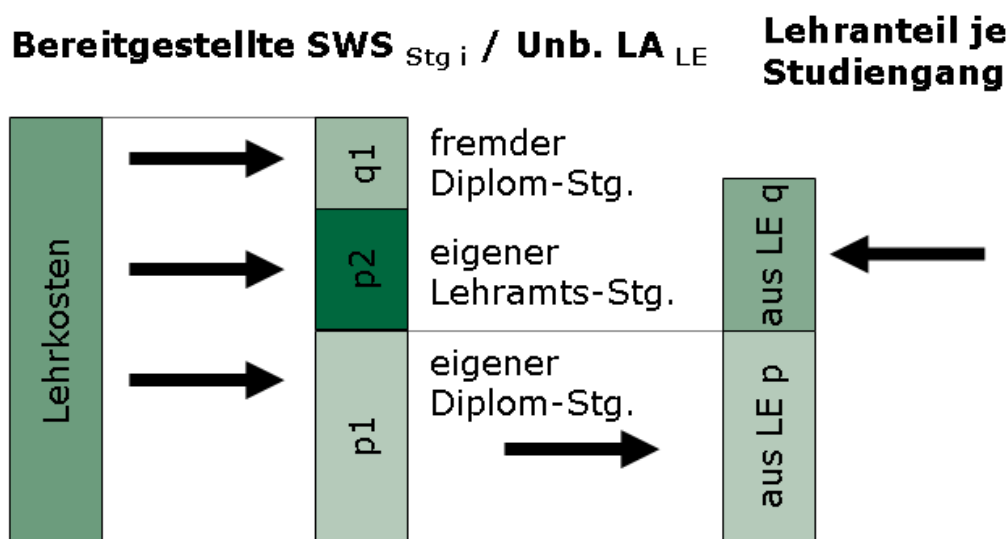 Bereitgestellte SWS Stg i / Unb. LA LE
Lehranteil je
Studiengang
Lehrkosten
q1
fremder
Diplom-Stg.
p2
eigener
Lehramts-Stg.
p1
eigener
Diplom-Stg.
aus LE q
aus LE p